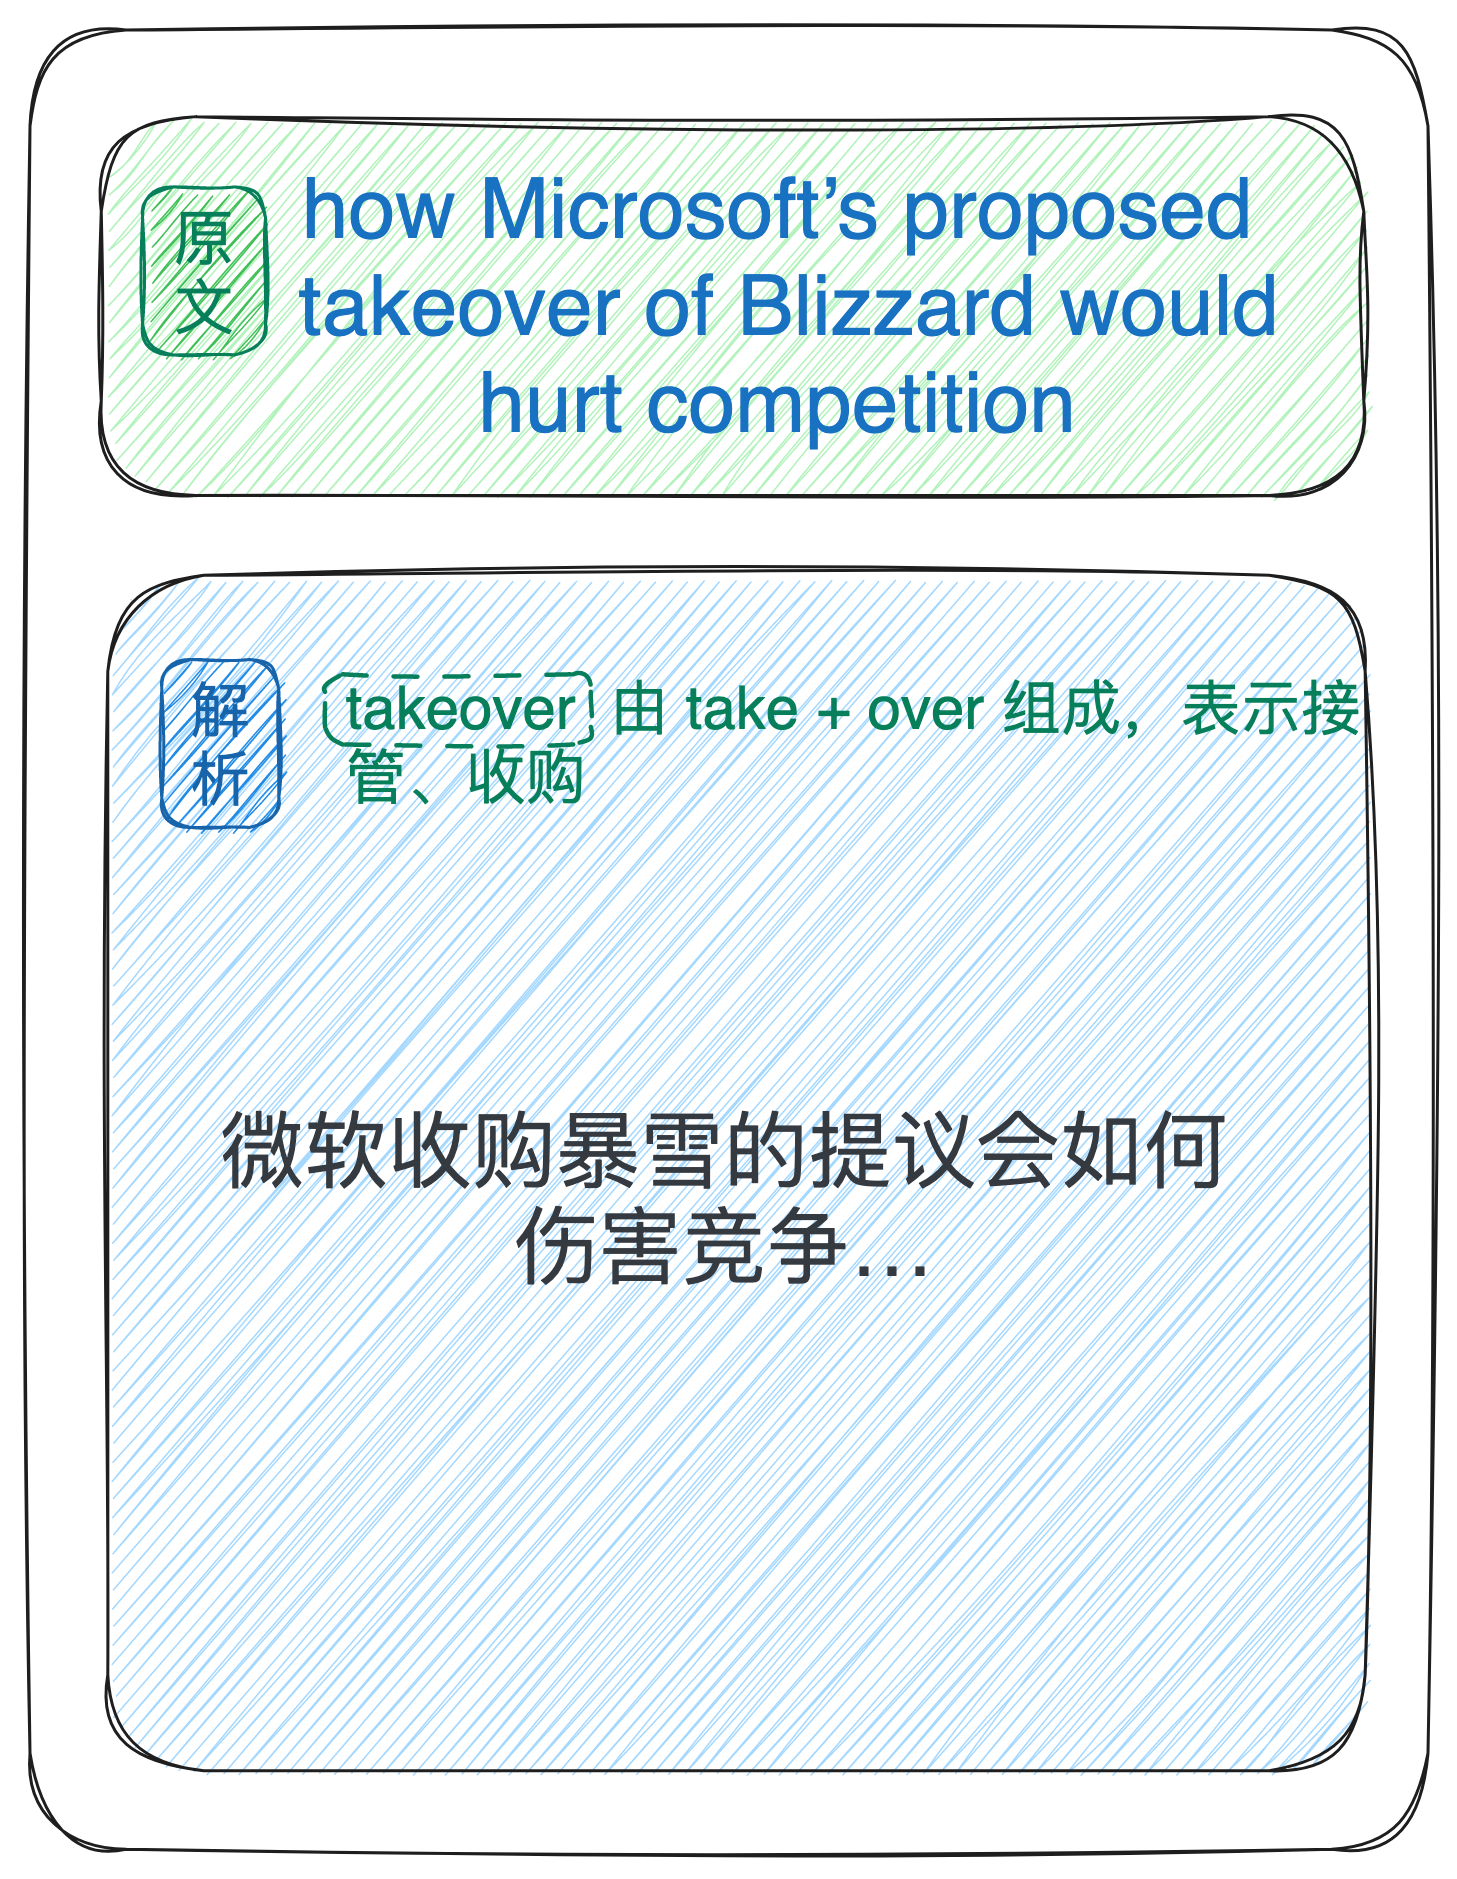 原
文
how Microsoft’s proposed
takeover of Blizzard would
hurt competition
解
析
takeover 由 take + over 组成，表示接
管、收购
微软收购暴雪的提议会如何
伤害竞争…